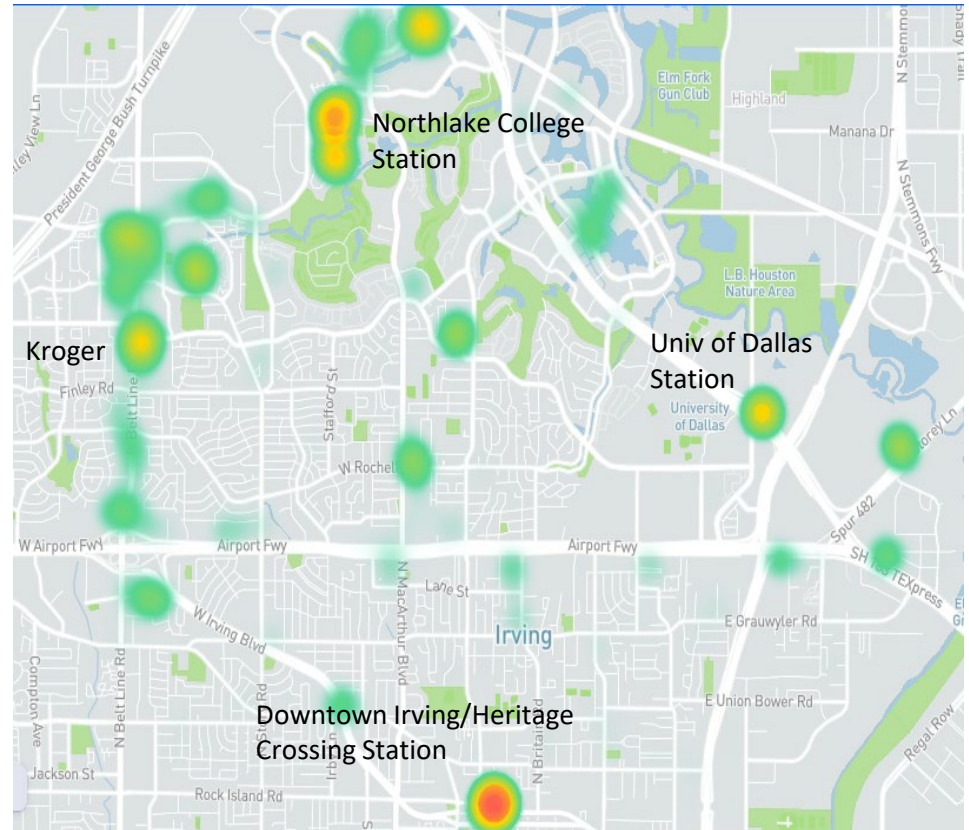 President George Bush Turnpike
Elm Fork
Gun Club
Highland
N Stemmons Fwy
Manana Dr
Northlake College
Station
N Stemmons Fwy
L.B. Houston
Nature Area
Kroger
Univ of Dallas
Station
Finley Rd
Stafford St
University
of Dallas
W Rochel
Spur 482
W Airport Fwy
Airport Fwy
Airport Fwy
Lane St
N MacArthur Blvd
E Grauwyler Rd
W Irving Blvd
Irving
Compton Ave
N Belt Line Rd
E Union Bower Rd
Downtown Irving/Heritage
Crossing Station
N Britain
Regal Row
Jackson St
Rock Island Rd